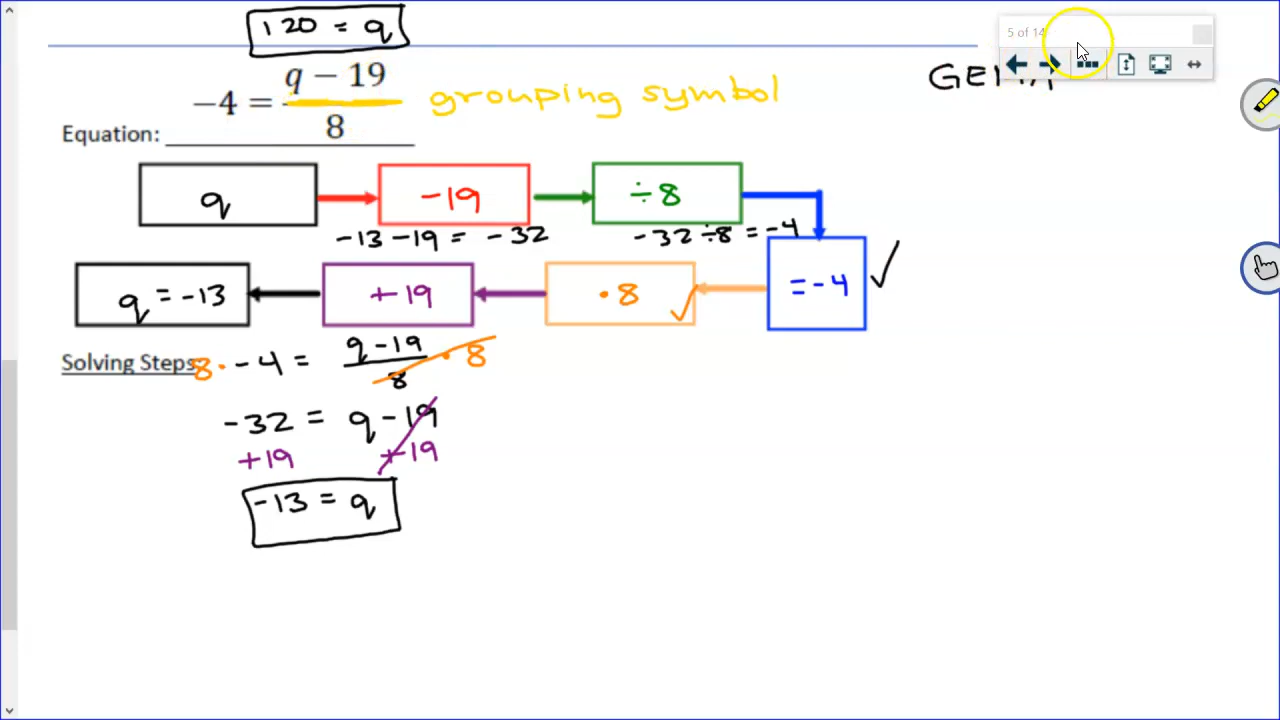 120 = q
5 of 14
-4 = (q - 19)/8 grouping symbol
Equation:
q -19 ÷8
-13 -19 = -32 -32 ÷8 = -4
q = -13 +19 ·8 = -4 ✓
Solving Steps 8· -4 = (q - 19)/8 · 8
-32 = q - 19
+19 +19
-13 = q